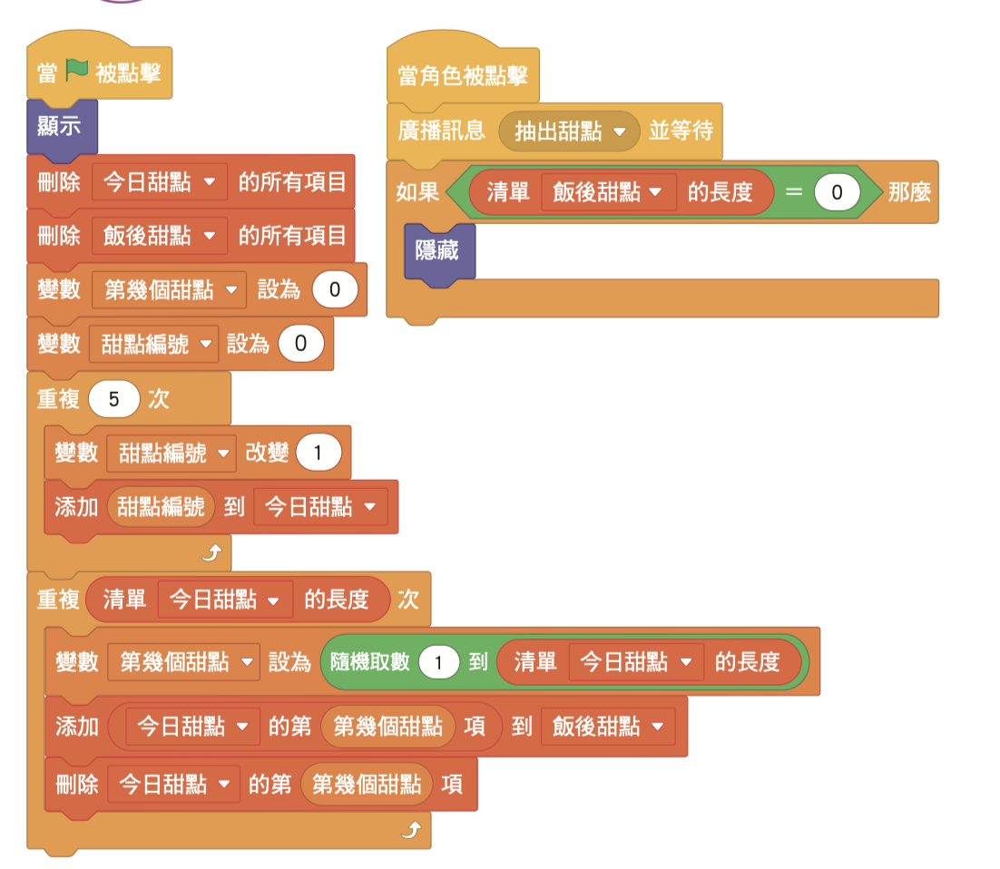 當 被點擊
顯示
刪除 今日甜點 的所有項目
刪除 飯後甜點 的所有項目
變數 第幾個甜點 設為 0
變數 甜點編號 設為 0
重複 5 次
變數 甜點編號 改變 1
添加 甜點編號 到 今日甜點
重複 清單 今日甜點 的長度 次
變數 第幾個甜點 設為 隨機取數 1 到 清單 今日甜點 的長度
添加 今日甜點 的第 第幾個甜點 項 到 飯後甜點
刪除 今日甜點 的第 第幾個甜點 項
當角色被點擊
廣播訊息 抽出甜點 並等待
如果 清單 飯後甜點 的長度 = 0 那麼
隱藏